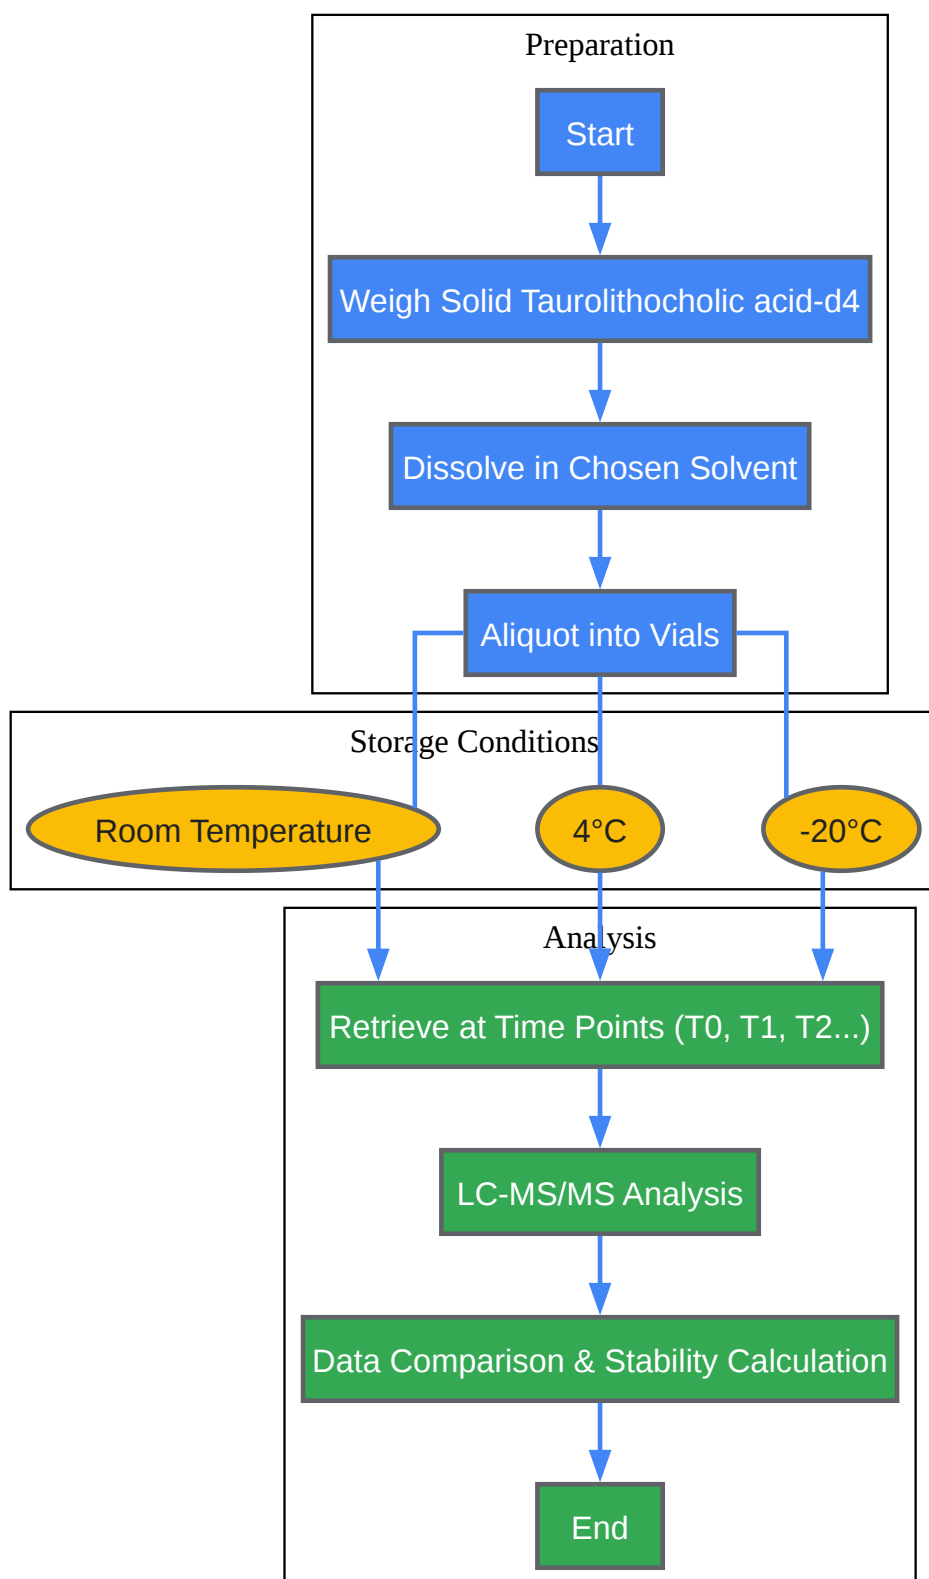 Preparation
Start
Weigh Solid Taurolithocholic acid-d4
Dissolve in Chosen Solvent
Aliquot into Vials
Storage Conditions
Room Temperature
4°C
-20°C
Analysis
Retrieve at Time Points (T0, T1, T2...)
LC-MS/MS Analysis
Data Comparison & Stability Calculation
End